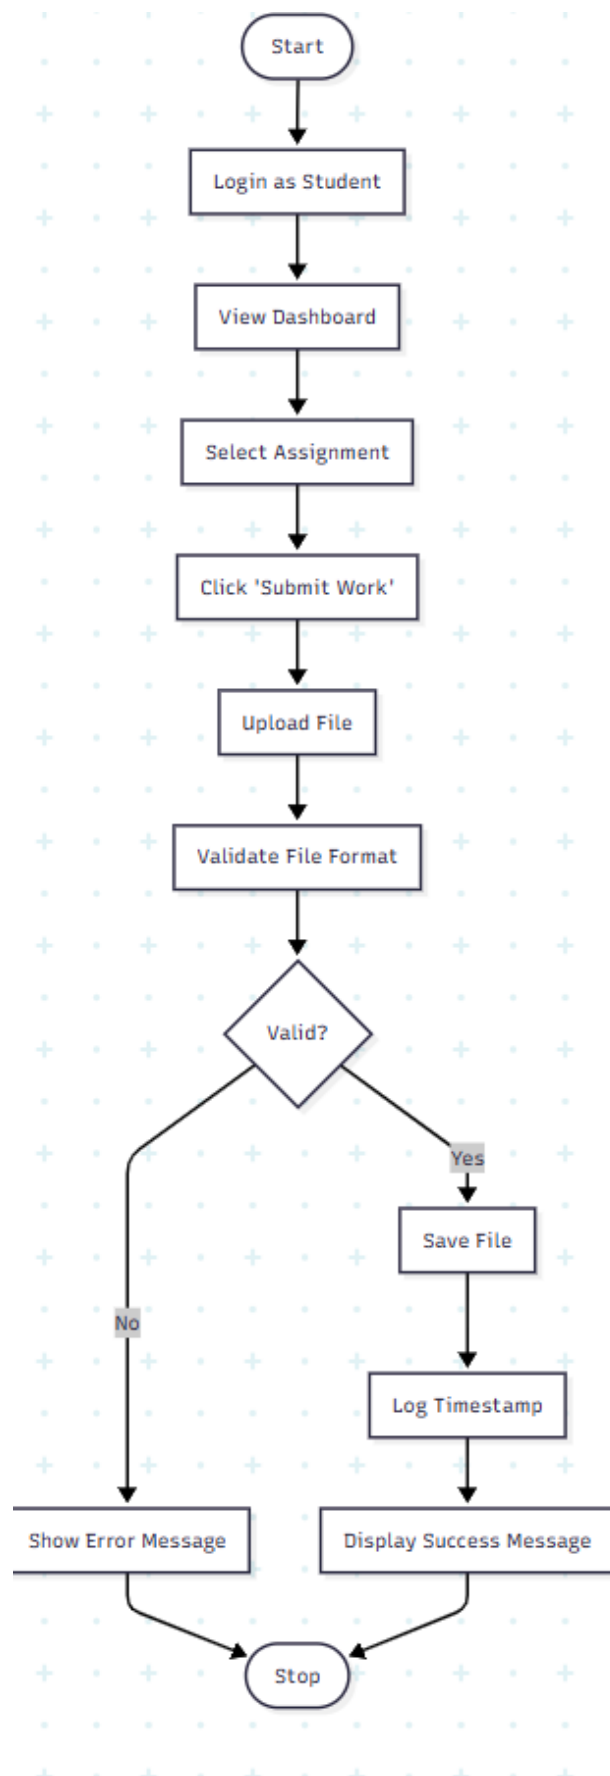 Start
Login as Student
View Dashboard
Select Assignment
Click 'Submit Work'
Upload File
Validate File Format
Valid?
Yes
Save File
No
Log Timestamp
Show Error Message
Display Success Message
Stop